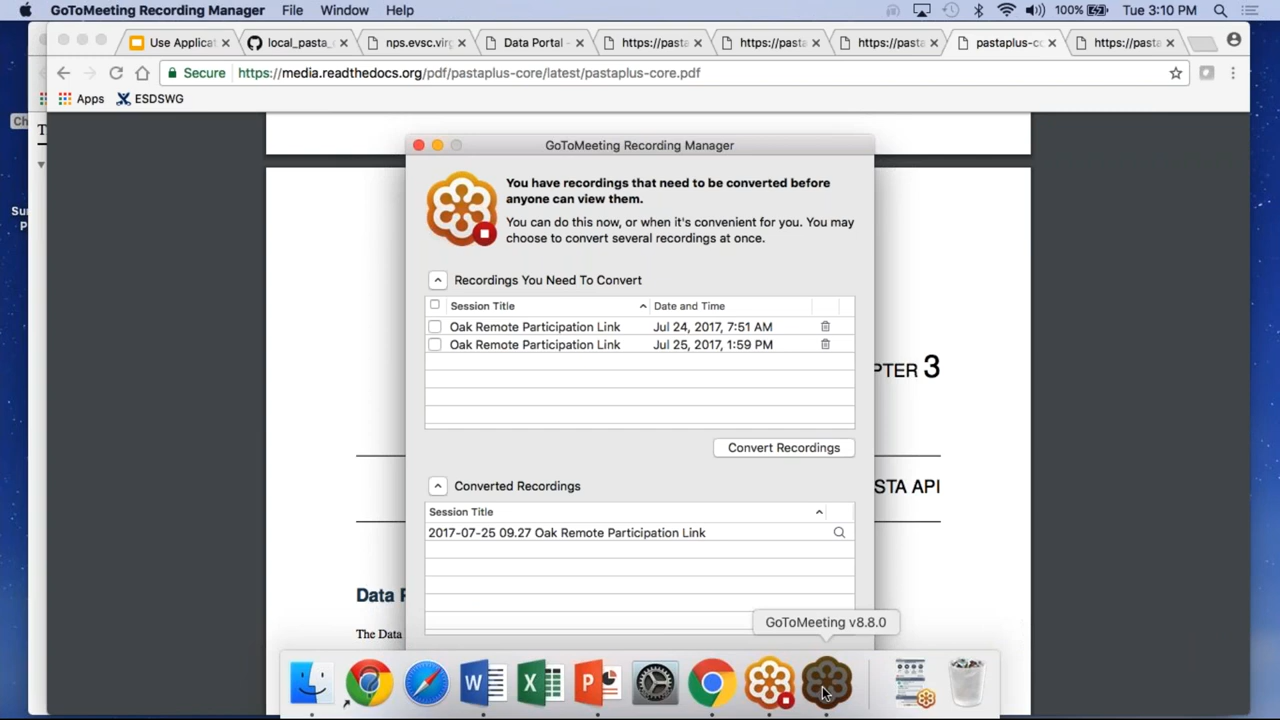 GoToMeeting Recording Manager File Window Help 100% Tue 3:10 PM
Use Applicat local_pasta_ nps.evsc.virg Data Portal - https://pasta https://paste https://pasta pastaplus-co https://pasta
Secure https://media.readthedocs.org/pdf/pastaplus-core/latest/pastaplus-core.pdf
Apps ESDSWG
Ch
T
Su
P
GoToMeeting Recording Manager
You have recordings that need to be converted before
anyone can view them.
You can do this now, or when it's convenient for you. You may
choose to convert several recordings at once.
Recordings You Need To Convert
Session Title Date and Time
Oak Remote Participation Link Jul 24, 2017, 7:51 AM
Oak Remote Participation Link Jul 25, 2017, 1:59 PM
PTER 3
Convert Recordings
Converted Recordings
STA API
Session Title
2017-07-25 09.27 Oak Remote Participation Link
Data
The Data
GoToMeeting v8.8.0